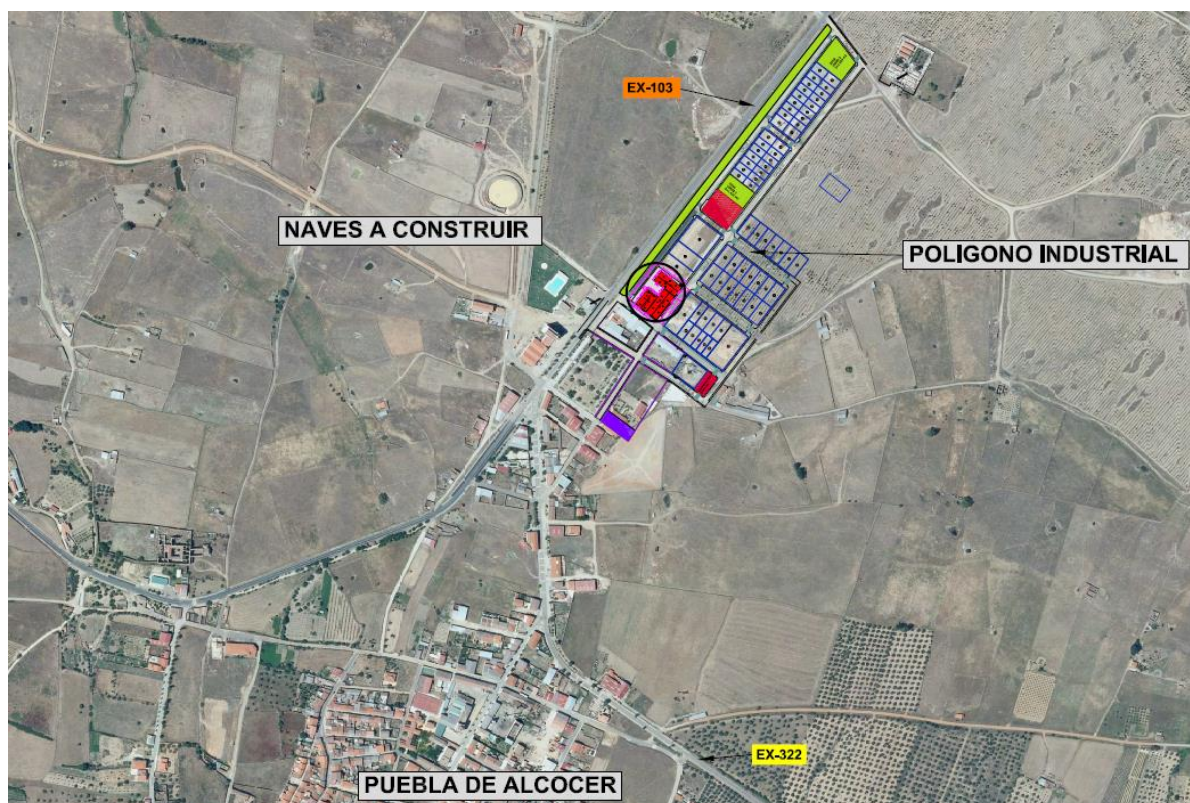 EX-103
NAVES A CONSTRUIR
POLIGONO INDUSTRIAL
EX-322
PUEBLA DE ALCOCER